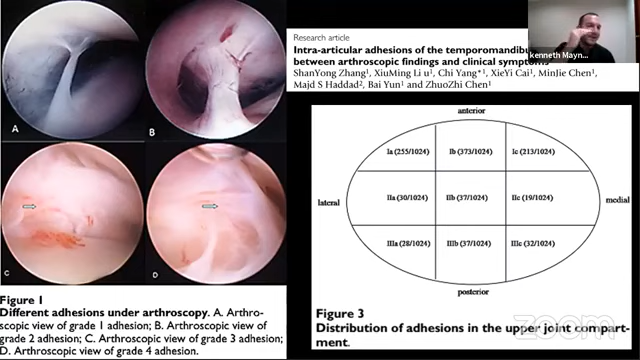 A
B
C
D
Figure 1
Different adhesions under arthroscopy. A. Arthro-
scopic view of grade 1 adhesion; B. Arthroscopic view of
grade 2 adhesion; C. Arthroscopic view of grade 3 adhesion;
D. Arthroscopic view of grade 4 adhesion.
Research article
Intra-articular adhesions of the
between arthroscopic findings and clinical
ShanYong Zhang1, XiuMing Li u1, Chi Yang*1, XieYi Cai1, MinJie Chen1,
Majd S Haddad2, Bai Yun1 and ZhuoZhi Chen1
kenneth Mayn...
anterior
Ia (255/1024) Ib (373/1024) Ic (213/1024)
lateral IIa (30/1024) IIb (37/1024) IIc (19/1024) medial
IIIa (28/1024) IIIb (37/1024) IIIc (32/1024)
posterior
Figure 3
Distribution of adhesions in the upper joint compart-
ment.
zoom